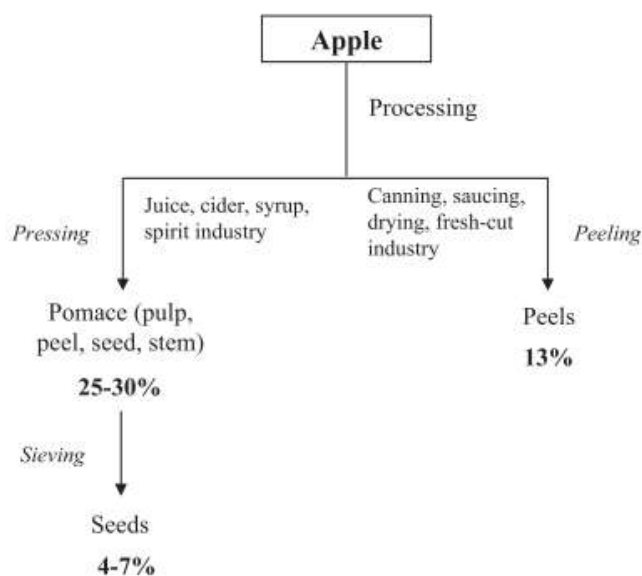 Apple
Processing
Juice, cider, syrup,
spirit industry
Canning, saucing,
drying, fresh-cut
industry
Pressing
Peeling
Pomace (pulp,
peel, seed, stem)
25-30%
Peels
13%
Sieving
Seeds
4-7%